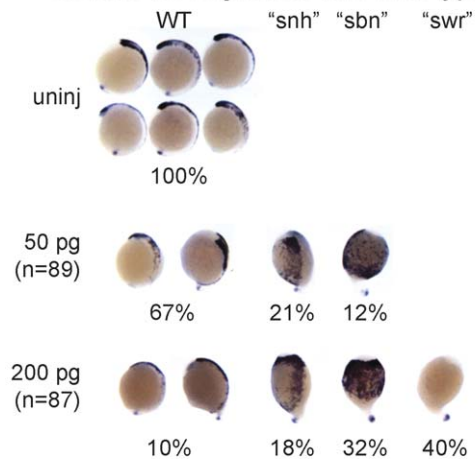 WT “snh” “sbn” “swr”
uninj
100%
50 pg
(n=89)
67% 21% 12%
200 pg
(n=87)
10% 18% 32% 40%